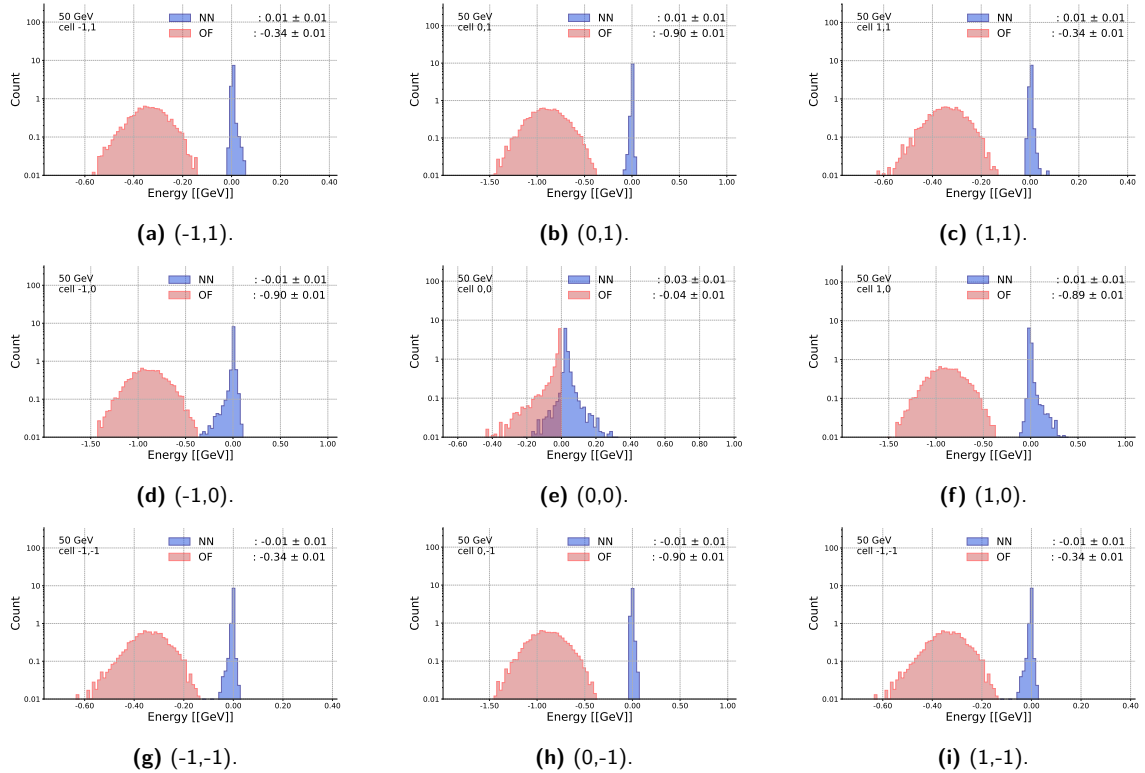 50 GeV
cell -1,1
NN : 0.01 ± 0.01
OF : -0.34 ± 0.01
Count
100
10
1
0.1
0.01
-0.60 -0.40 -0.20 0.00 0.20 0.40
Energy [[GeV]]
(a) (-1,1).
50 GeV
cell 0,1
NN : 0.01 ± 0.01
OF : -0.90 ± 0.01
Count
100
10
1
0.1
0.01
-1.50 -1.00 -0.50 0.00 0.50 1.00
Energy [[GeV]]
(b) (0,1).
50 GeV
cell 1,1
NN : 0.01 ± 0.01
OF : -0.34 ± 0.01
Count
100
10
1
0.1
0.01
-0.60 -0.40 -0.20 0.00 0.20 0.40
Energy [[GeV]]
(c) (1,1).
50 GeV
cell -1,0
NN : -0.01 ± 0.01
OF : -0.90 ± 0.01
Count
100
10
1
0.1
0.01
-1.50 -1.00 -0.50 0.00 0.50 1.00
Energy [[GeV]]
(d) (-1,0).
50 GeV
cell 0,0
NN : 0.03 ± 0.01
OF : -0.04 ± 0.01
Count
100
10
1
0.1
0.01
-0.60 -0.40 -0.20 0.00 0.20 0.40 0.60 0.80 1.00
Energy [[GeV]]
(e) (0,0).
50 GeV
cell 1,0
NN : 0.01 ± 0.01
OF : -0.89 ± 0.01
Count
100
10
1
0.1
0.01
-1.50 -1.00 -0.50 0.00 0.50 1.00
Energy [[GeV]]
(f) (1,0).
50 GeV
cell -1,-1
NN : -0.01 ± 0.01
OF : -0.34 ± 0.01
Count
100
10
1
0.1
0.01
-0.60 -0.40 -0.20 0.00 0.20 0.40
Energy [[GeV]]
(g) (-1,-1).
50 GeV
cell 0,-1
NN : -0.01 ± 0.01
OF : -0.90 ± 0.01
Count
100
10
1
0.1
0.01
-1.50 -1.00 -0.50 0.00 0.50 1.00
Energy [[GeV]]
(h) (0,-1).
50 GeV
cell -1,-1
NN : -0.01 ± 0.01
OF : -0.34 ± 0.01
Count
100
10
1
0.1
0.01
-0.60 -0.40 -0.20 0.00 0.20 0.40
Energy [[GeV]]
(i) (1,-1).